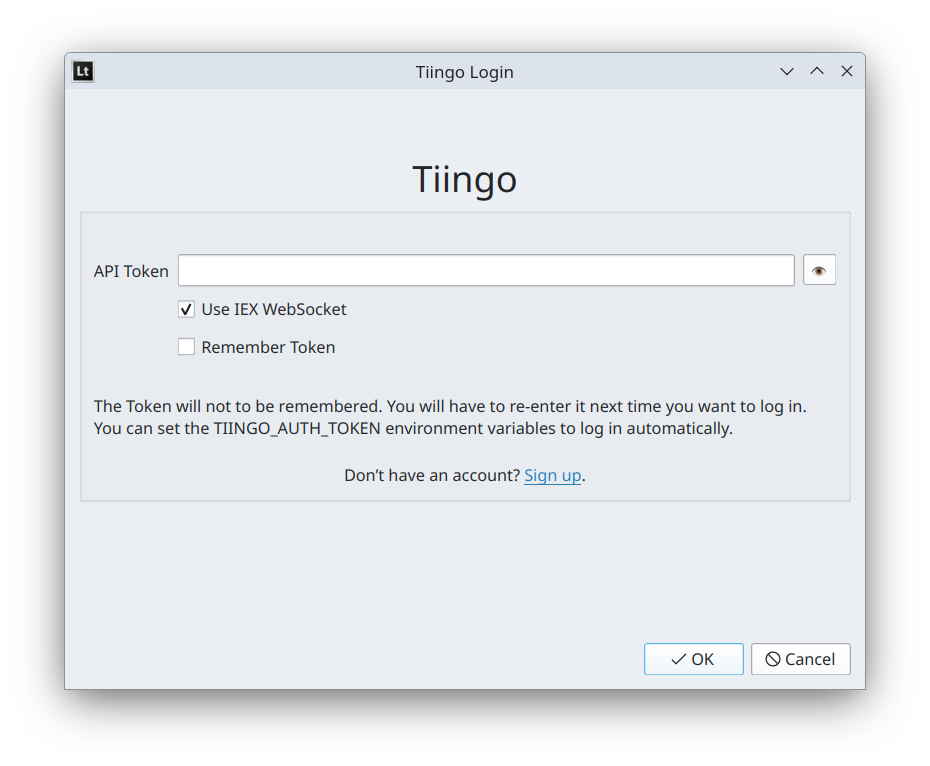 Lt
Tiingo Login
Tiingo
API Token
Use IEX WebSocket
Remember Token
The Token will not to be remembered. You will have to re-enter it next time you want to log in.
You can set the TIINGO_AUTH_TOKEN environment variables to log in automatically.
Don’t have an account? Sign up.
OK Cancel